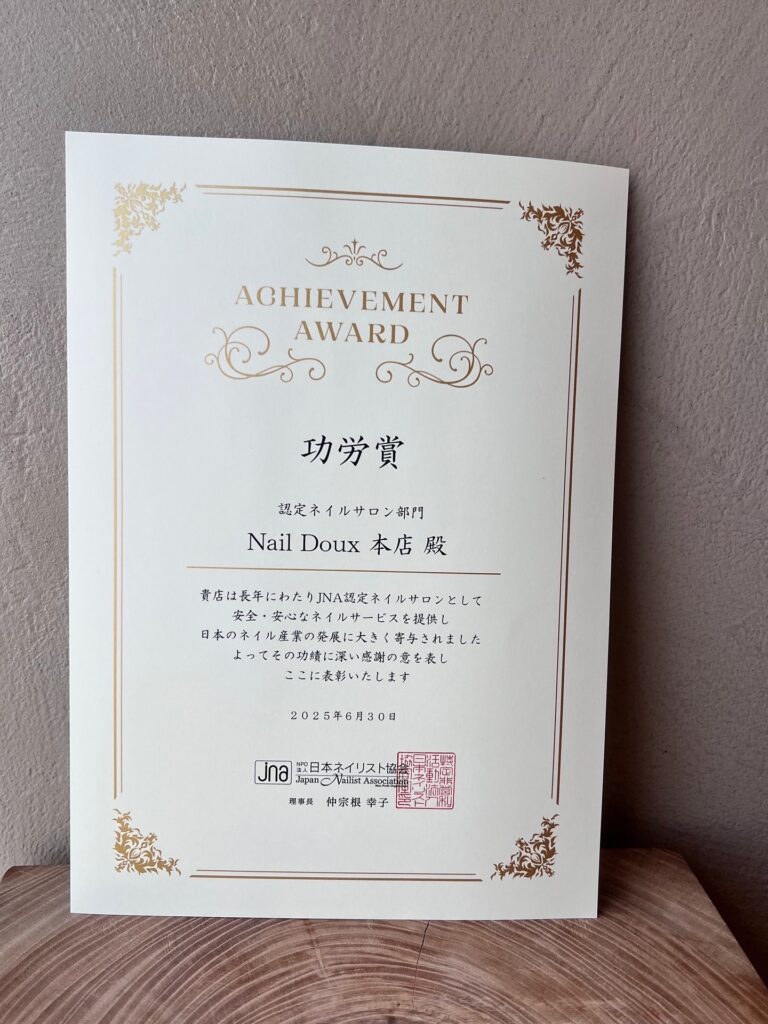 ACHIEVEMENT
AWARD
功労賞
認定ネイルサロン部門
Nail Doux 本店 殿
貴店は長年にわたりJNA認定ネイルサロンとして
安全・安心なネイルサービスを提供し
日本のネイル産業の発展に大きく寄与されました
よってその功績に深い感謝の意を表し
ここに表彰いたします
2025年6月30日
jna NPO法人 日本ネイリスト協会
Japan Nailist Association
理事長 仲宗根 幸子